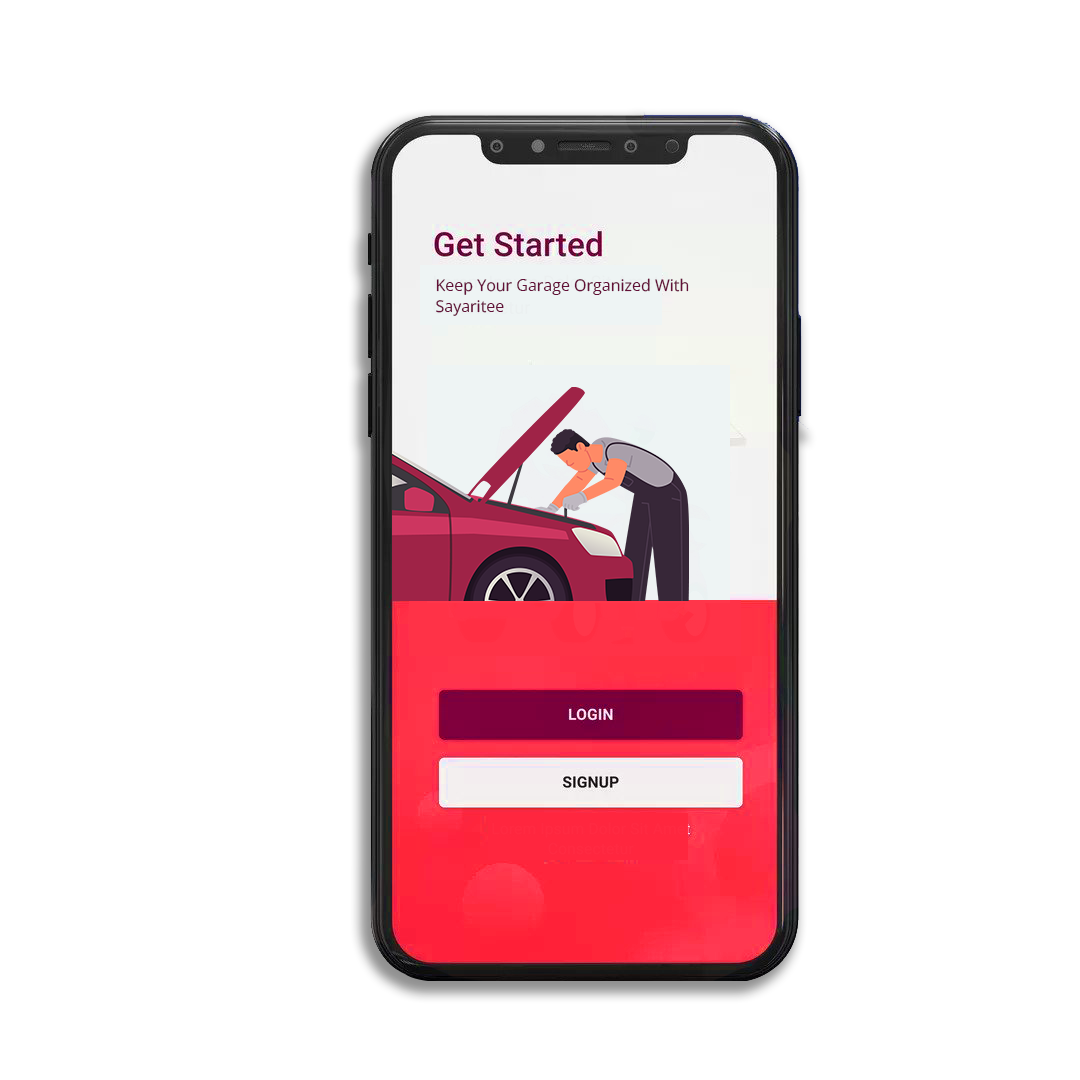 Get Started
Keep Your Garage Organized With
Sayaritee
LOGIN
SIGNUP